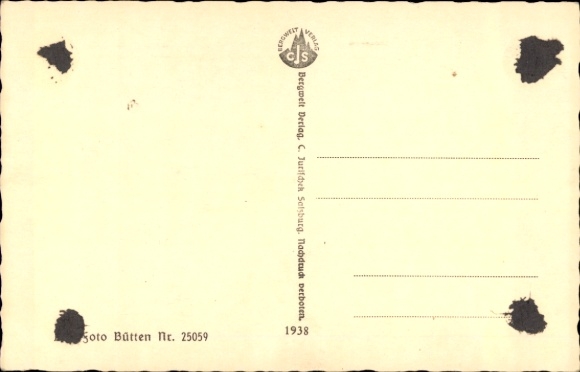 BERGWELT VERLAG
CJS
Bergwelt Verlag, C. Jurischek Salzburg. Nachdruck verboten.
1938
Foto Bütten Nr. 25059